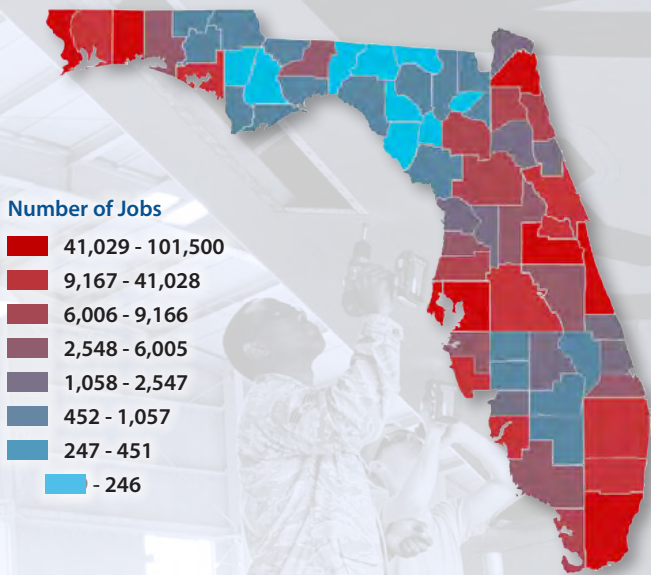 Number of Jobs
41,029 - 101,500
9,167 - 41,028
6,006 - 9,166
2,548 - 6,005
1,058 - 2,547
452 - 1,057
247 - 451
- 246